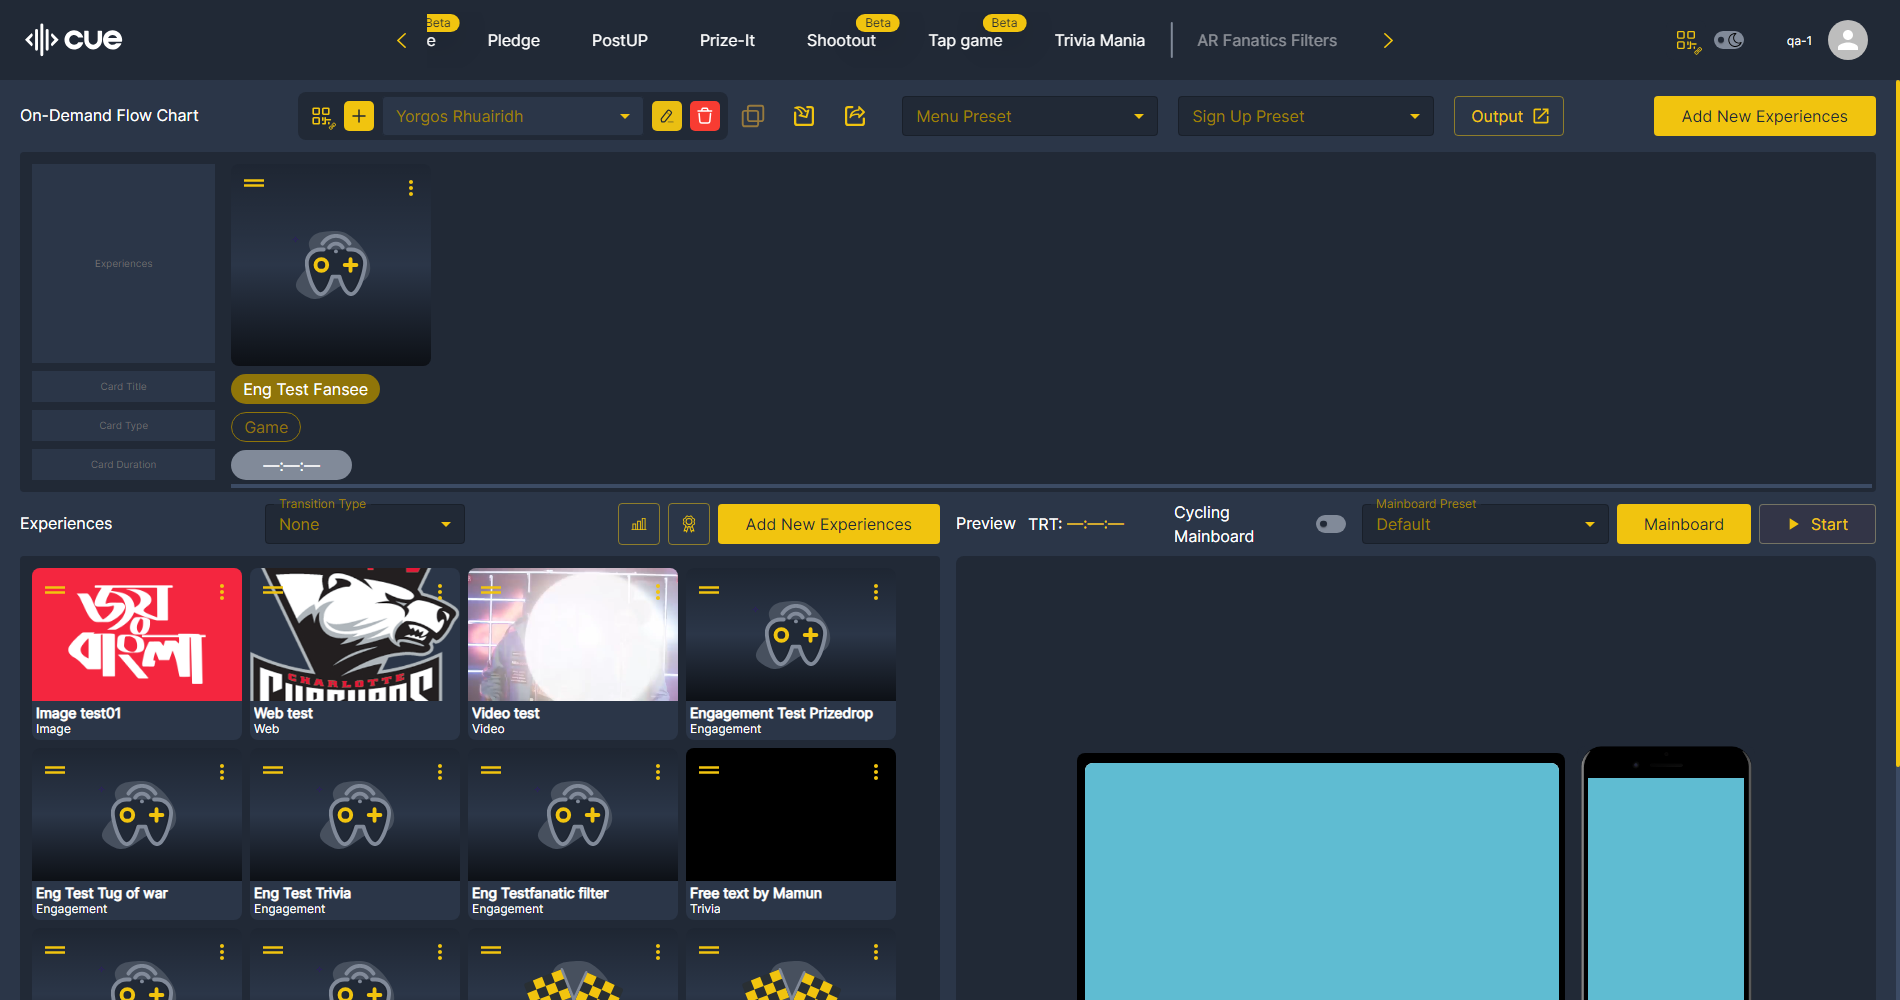 cue
Beta
e
Pledge
PostUP
Prize-It
Beta
Shootout
Beta
Tap game
Trivia Mania
AR Fanatics Filters
qa-1
On-Demand Flow Chart
Yorgos Rhuairidh
Menu Preset
Sign Up Preset
Output
Add New Experiences
Experiences
Card Title
Eng Test Fansee
Card Type
Game
Card Duration
—:—:—
Experiences
Transition Type
None
Add New Experiences
Preview
TRT: —:—:—
Cycling
Mainboard
Mainboard Preset
Default
Mainboard
Start
জয়
বাংলা
CHARLOTTE
Image test01
Image
Web test
Web
Video test
Video
Engagement Test Prizedrop
Engagement
Eng Test Tug of war
Engagement
Eng Test Trivia
Engagement
Eng Testfanatic filter
Engagement
Free text by Mamun
Trivia